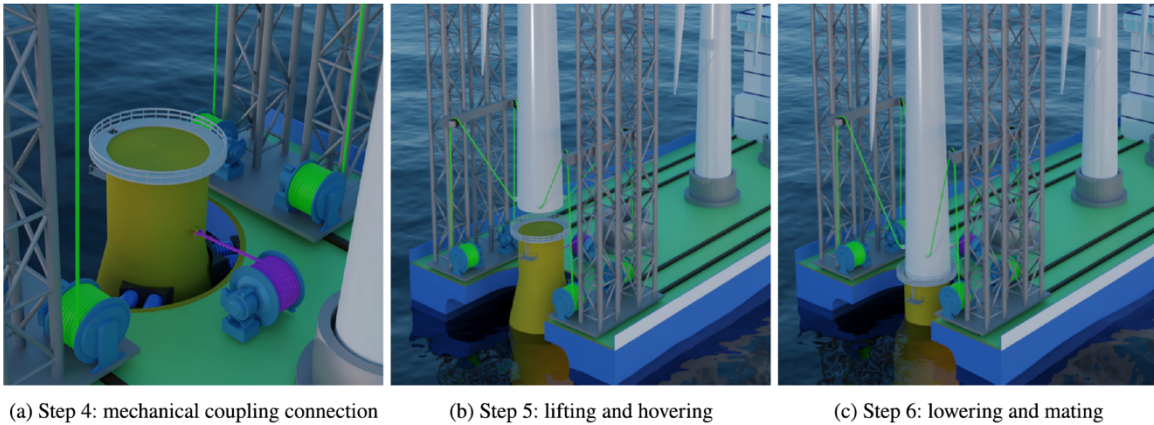 (a) Step 4: mechanical coupling connection
(b) Step 5: lifting and hovering
(c) Step 6: lowering and mating